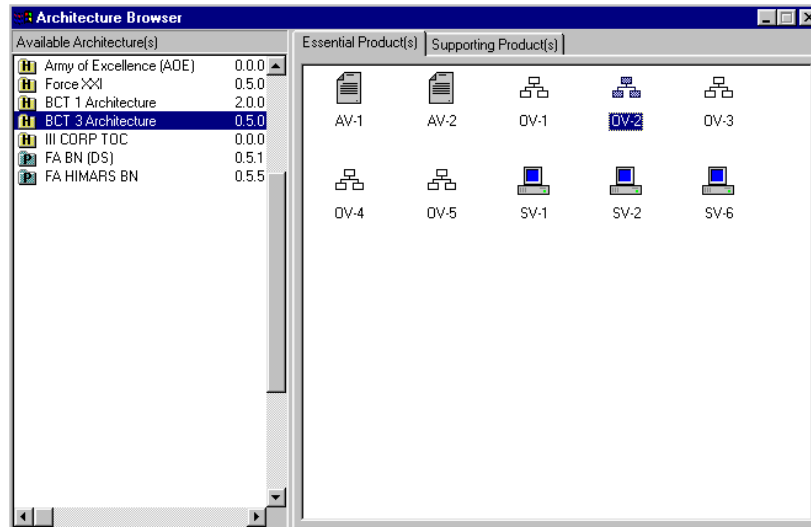 Architecture Browser
Available Architecture(s)
H Army of Excellence (AOE) 0.0.0
H Force XXI 0.5.0
H BCT 1 Architecture 2.0.0
H BCT 3 Architecture 0.5.0
H III CORP TOC 0.0.0
P FA BN (DS) 0.5.1
P FA HIMARS BN 0.5.5
Essential Product(s) Supporting Product(s)
AV-1 AV-2 OV-1 OV-2 OV-3
OV-4 OV-5 SV-1 SV-2 SV-6